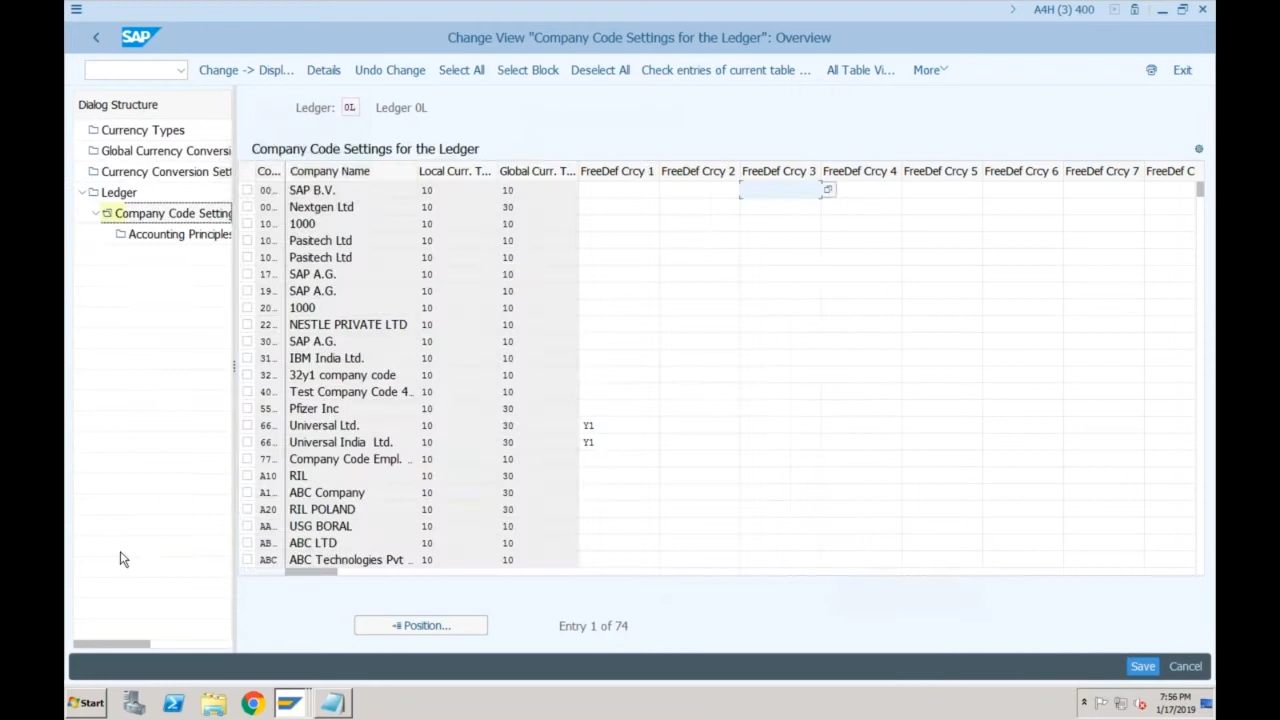 A4H (3) 400
SAP Change View "Company Code Settings for the Ledger": Overview
Change -> Displ... Details Undo Change Select All Select Block Deselect All Check entries of current table ... All Table Vi... More Exit
Dialog Structure
Currency Types
Global Currency Conversi
Currency Conversion Sett
Ledger
Company Code Setting
Accounting Principles
Ledger: 0L Ledger 0L
Company Code Settings for the Ledger
Co... Company Name Local Curr. T... Global Curr. T... FreeDef Crcy 1 FreeDef Crcy 2 FreeDef Crcy 3 FreeDef Crcy 4 FreeDef Crcy 5 FreeDef Crcy 6 FreeDef Crcy 7 FreeDef C
00… SAP B.V. 10 10
00… Nextgen Ltd 10 30
10… 1000 10 10
10… Pasitech Ltd 10 10
10… Pasitech Ltd 10 10
17… SAP A.G. 10 10
19… SAP A.G. 10 10
20… 1000 10 10
22… NESTLE PRIVATE LTD 10 10
30… SAP A.G. 10 10
31… IBM India Ltd. 10 10
32… 32y1 company code 10 10
40… Test Company Code 4… 10 10
55… Pfizer Inc 10 30
66… Universal Ltd. 10 30 Y1
66… Universal India Ltd. 10 30 Y1
77… Company Code Empl. … 10 10
A10 RIL 10 30
A1… ABC Company 10 30
A20 RIL POLAND 10 30
AA… USG BORAL 10 10
AB… ABC LTD 10 10
ABC ABC Technologies Pvt … 10 10
Position... Entry 1 of 74
Save Cancel
Start 7:56 PM
1/17/2019